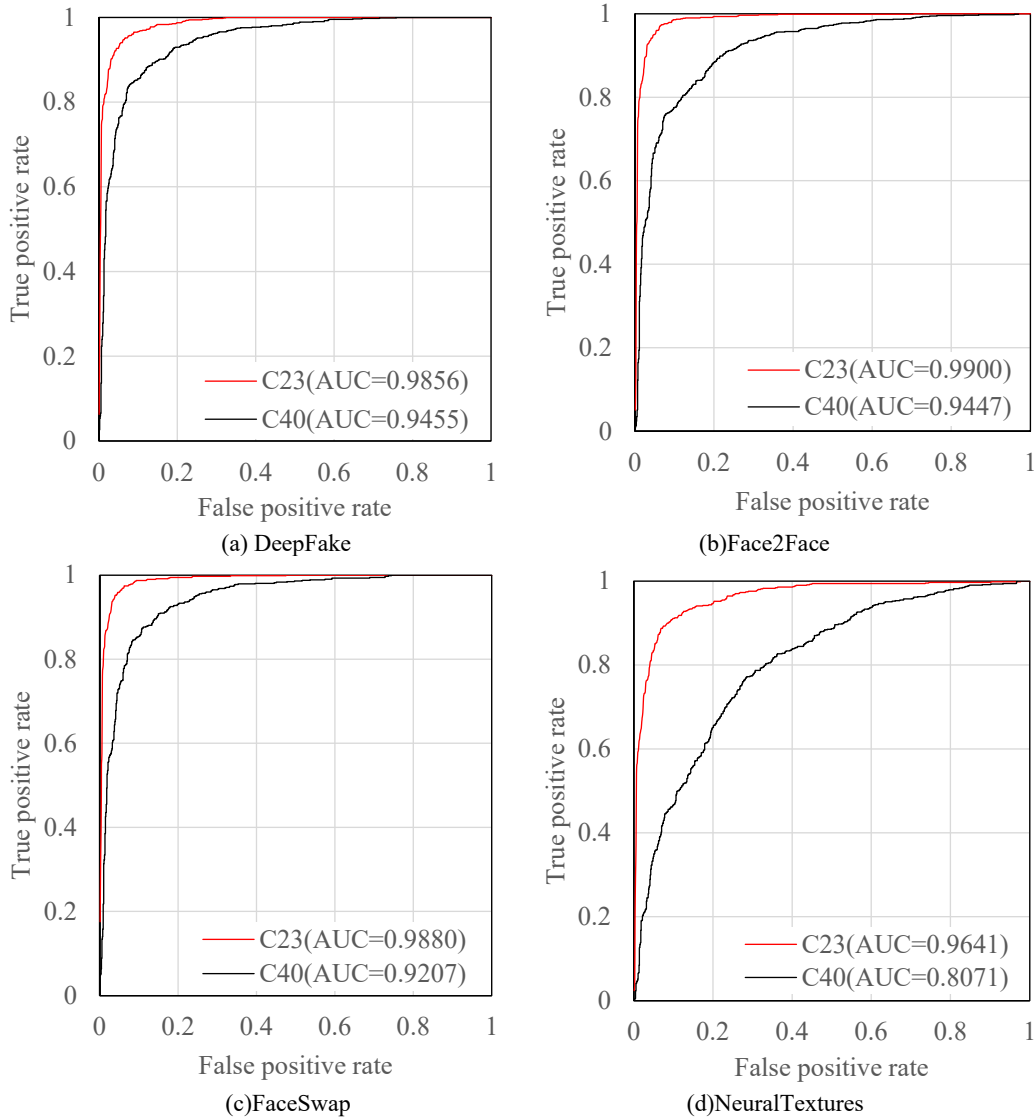 1
0.8
0.6
0.4
0.2
0
True positive rate
C23(AUC=0.9856)
C40(AUC=0.9455)
0 0.2 0.4 0.6 0.8 1
False positive rate
(a) DeepFake
1
0.8
0.6
0.4
0.2
0
True positive rate
C23(AUC=0.9900)
C40(AUC=0.9447)
0 0.2 0.4 0.6 0.8 1
False positive rate
(b)Face2Face
1
0.8
0.6
0.4
0.2
0
True positive rate
C23(AUC=0.9880)
C40(AUC=0.9207)
0 0.2 0.4 0.6 0.8 1
False positive rate
(c)FaceSwap
1
0.8
0.6
0.4
0.2
0
True positive rate
C23(AUC=0.9641)
C40(AUC=0.8071)
0 0.2 0.4 0.6 0.8 1
False positive rate
(d)NeuralTextures